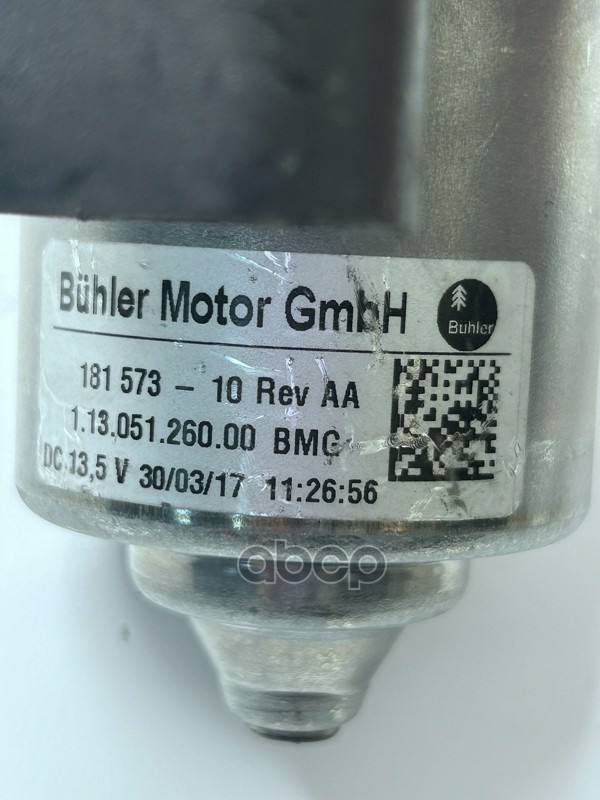 Bühler Motor GmbH
Buhler
181 573 - 10 Rev AA
1.13,051.260.00 BMG
DC 13,5 V 30/03/17 11:26:56
abcp